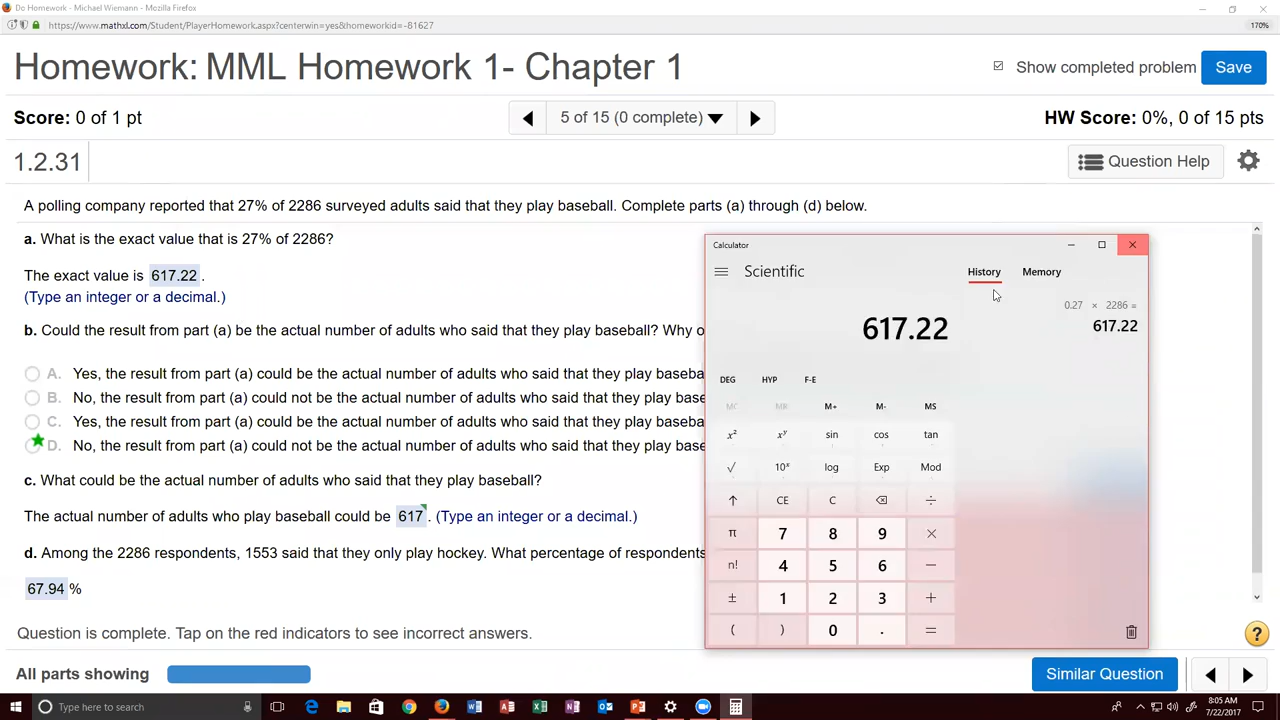 Do Homework - Michael Wiemann - Mozilla Firefox
https://www.mathxl.com/Student/PlayerHomework.aspx?centerwin=yes&homeworkid=-81627
170%
Homework: MML Homework 1- Chapter 1
Show completed problem
Save
Score: 0 of 1 pt
5 of 15 (0 complete)
HW Score: 0%, 0 of 15 pts
1.2.31
Question Help
A polling company reported that 27% of 2286 surveyed adults said that they play baseball. Complete parts (a) through (d) below.
a. What is the exact value that is 27% of 2286?
The exact value is 617.22 .
(Type an integer or a decimal.)
b. Could the result from part (a) be the actual number of adults who said that they play baseball? Why o
A. Yes, the result from part (a) could be the actual number of adults who said that they play baseba
B. No, the result from part (a) could not be the actual number of adults who said that they play base
C. Yes, the result from part (a) could be the actual number of adults who said that they play baseba
D. No, the result from part (a) could not be the actual number of adults who said that they play base
c. What could be the actual number of adults who said that they play baseball?
The actual number of adults who play baseball could be 617 . (Type an integer or a decimal.)
d. Among the 2286 respondents, 1553 said that they only play hockey. What percentage of respondents
67.94 %
Question is complete. Tap on the red indicators to see incorrect answers.
All parts showing
Similar Question
Calculator
Scientific
History Memory
0.27 × 2286 =
617.22
617.22
DEG HYP F-E
MC MR M+ M- MS
x² xʸ sin cos tan
√ 10ˣ log Exp Mod
↑ CE C ⌫ ÷
π 7 8 9 ×
n! 4 5 6 −
± 1 2 3 +
( ) 0 . =
Type here to search
8:05 AM
7/22/2017